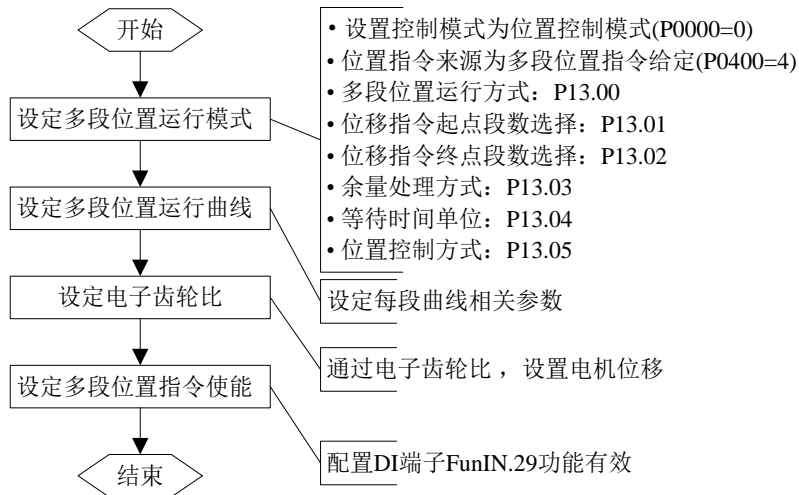 开始
设定多段位置运行模式
• 设置控制模式为位置控制模式(P0000=0)
• 位置指令来源为多段位置指令给定(P0400=4)
• 多段位置运行方式：P13.00
• 位移指令起点段数选择：P13.01
• 位移指令终点段数选择：P13.02
• 余量处理方式：P13.03
• 等待时间单位：P13.04
• 位置控制方式：P13.05
设定多段位置运行曲线
设定每段曲线相关参数
设定电子齿轮比
通过电子齿轮比，设置电机位移
设定多段位置指令使能
配置DI端子FunIN.29功能有效
结束